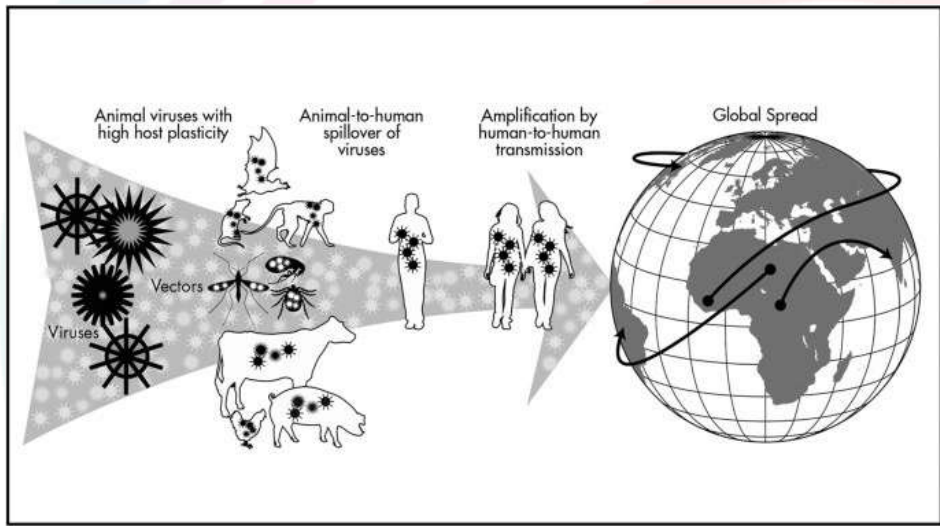 Animal viruses with
high host plasticity
Animal-to-human
spillover of
viruses
Amplification by
human-to-human
transmission
Global Spread
Vectors
Viruses